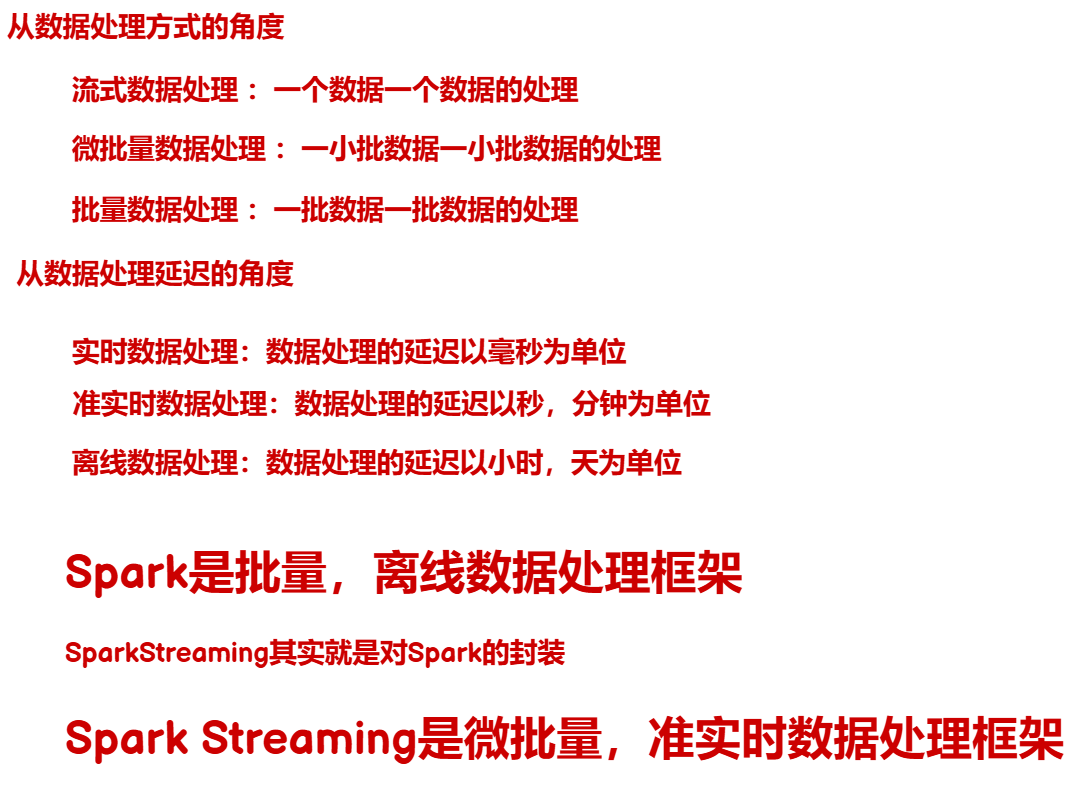 从数据处理方式的角度
流式数据处理 ：一个数据一个数据的处理
微批量数据处理 ：一小批数据一小批数据的处理
批量数据处理 ：一批数据一批数据的处理
从数据处理延迟的角度
实时数据处理：数据处理的延迟以毫秒为单位
准实时数据处理：数据处理的延迟以秒，分钟为单位
离线数据处理：数据处理的延迟以小时，天为单位
Spark是批量，离线数据处理框架
SparkStreaming其实就是对Spark的封装
Spark Streaming是微批量，准实时数据处理框架